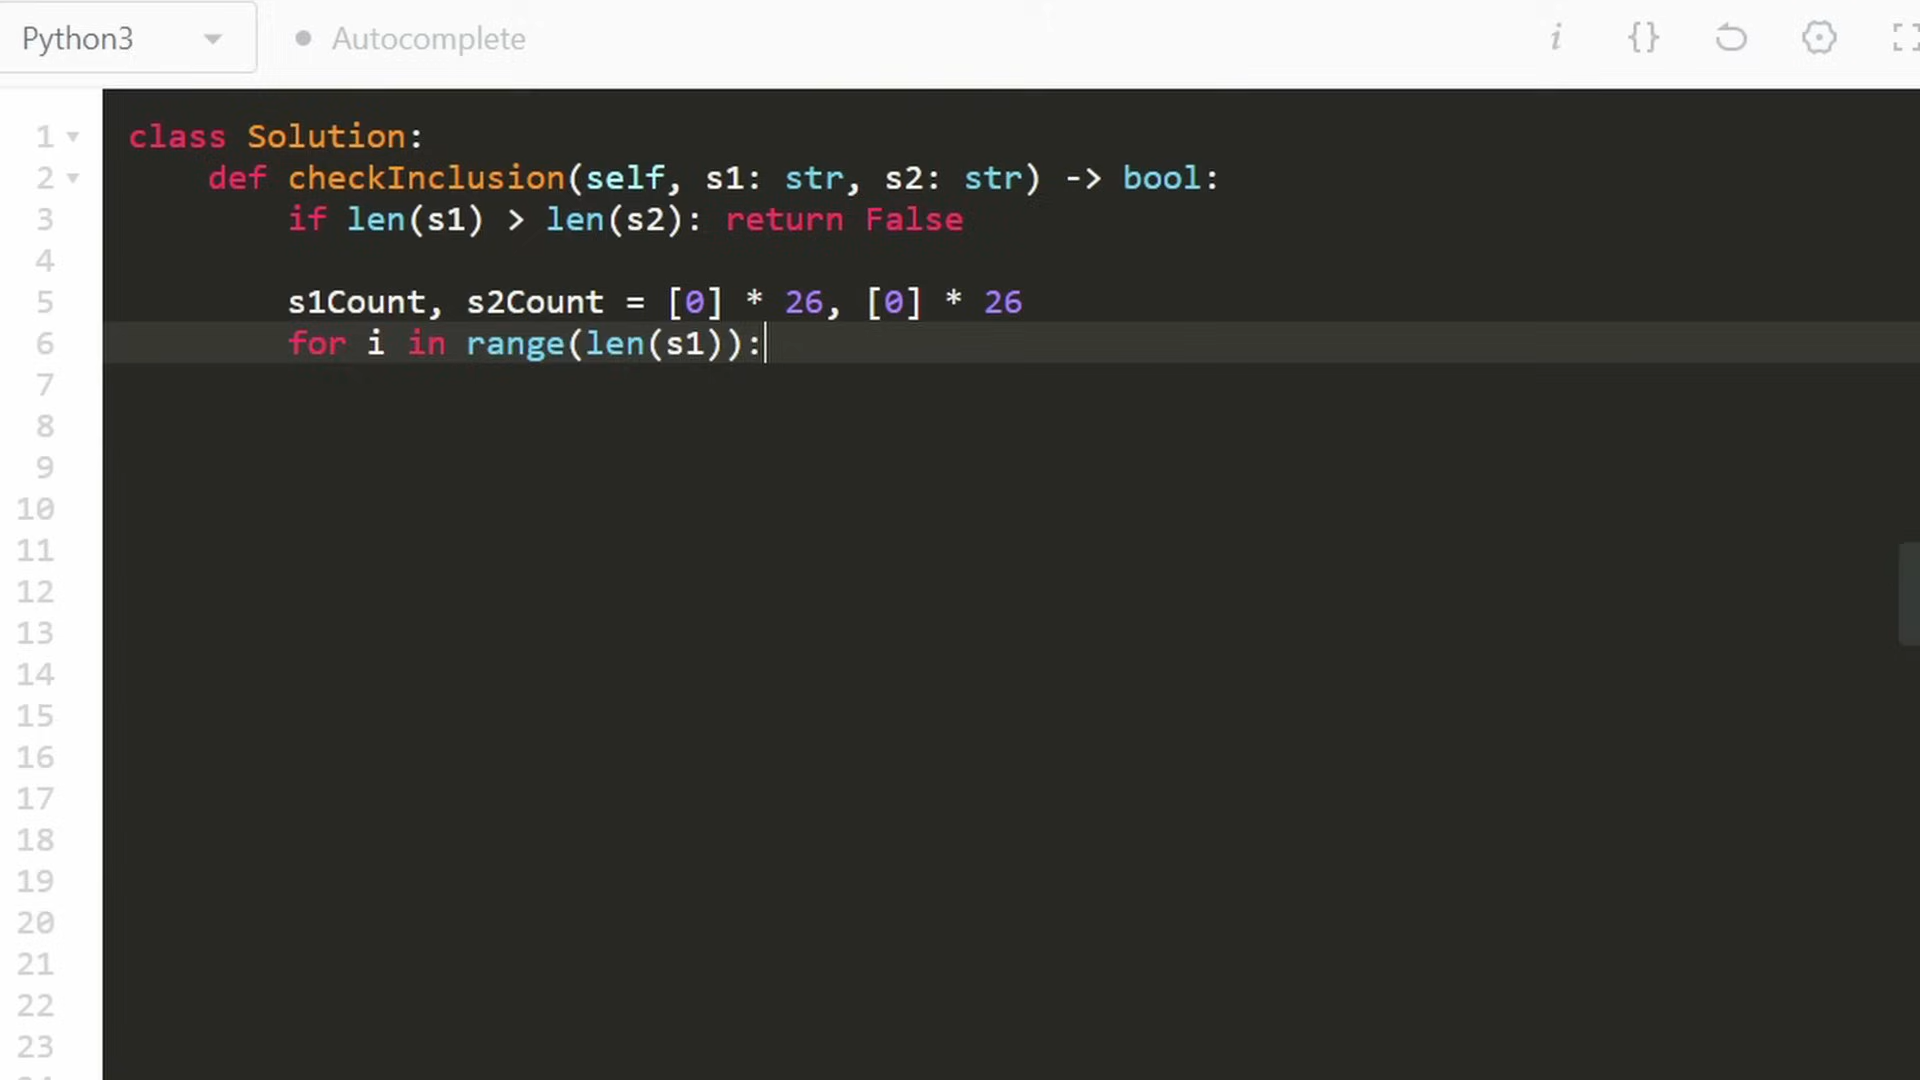 Python3
Autocomplete
i {}
1 class Solution:
2 def checkInclusion(self, s1: str, s2: str) -> bool:
3 if len(s1) > len(s2): return False
4
5 s1Count, s2Count = [0] * 26, [0] * 26
6 for i in range(len(s1)):
7
8
9
10
11
12
13
14
15
16
17
18
19
20
21
22
23